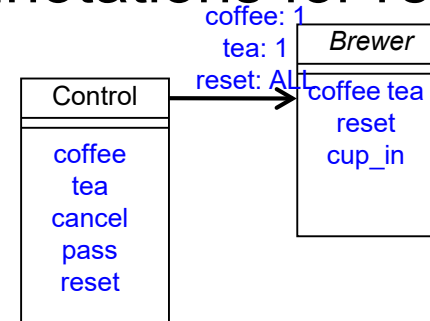 coffee: 1
tea: 1
reset: ALL
Brewer
coffee tea
reset
cup_in
Control
coffee
tea
cancel
pass
reset